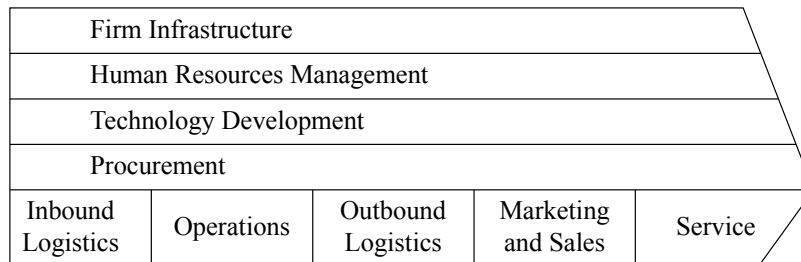 Firm Infrastructure
Human Resources Management
Technology Development
Procurement
Inbound
Logistics
Operations
Outbound
Logistics
Marketing
and Sales
Service